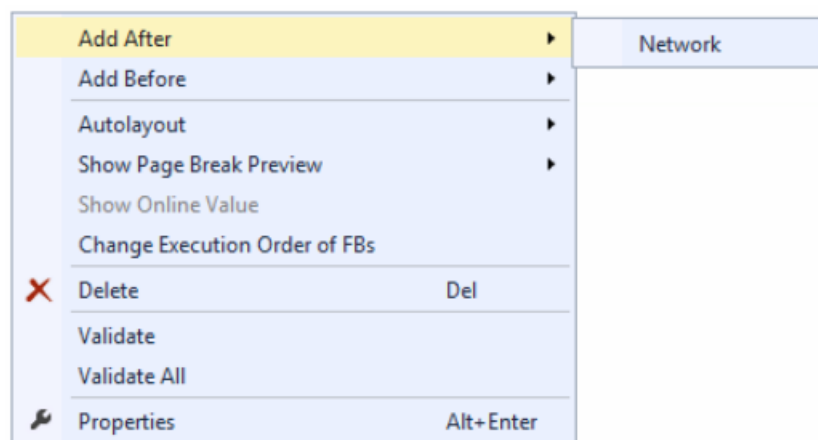 Add After
Network
Add Before
Autolayout
Show Page Break Preview
Show Online Value
Change Execution Order of FBs
Delete Del
Validate
Validate All
Properties Alt+Enter